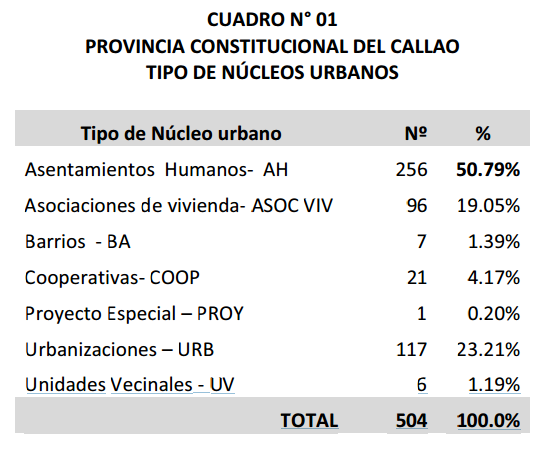 CUADRO N° 01
PROVINCIA CONSTITUCIONAL DEL CALLAO
TIPO DE NÚCLEOS URBANOS
Tipo de Núcleo urbano Nº %
Asentamientos Humanos- AH 256 50.79%
Asociaciones de vivienda- ASOC VIV 96 19.05%
Barrios - BA 7 1.39%
Cooperativas- COOP 21 4.17%
Proyecto Especial – PROY 1 0.20%
Urbanizaciones – URB 117 23.21%
Unidades Vecinales - UV 6 1.19%
TOTAL 504 100.0%